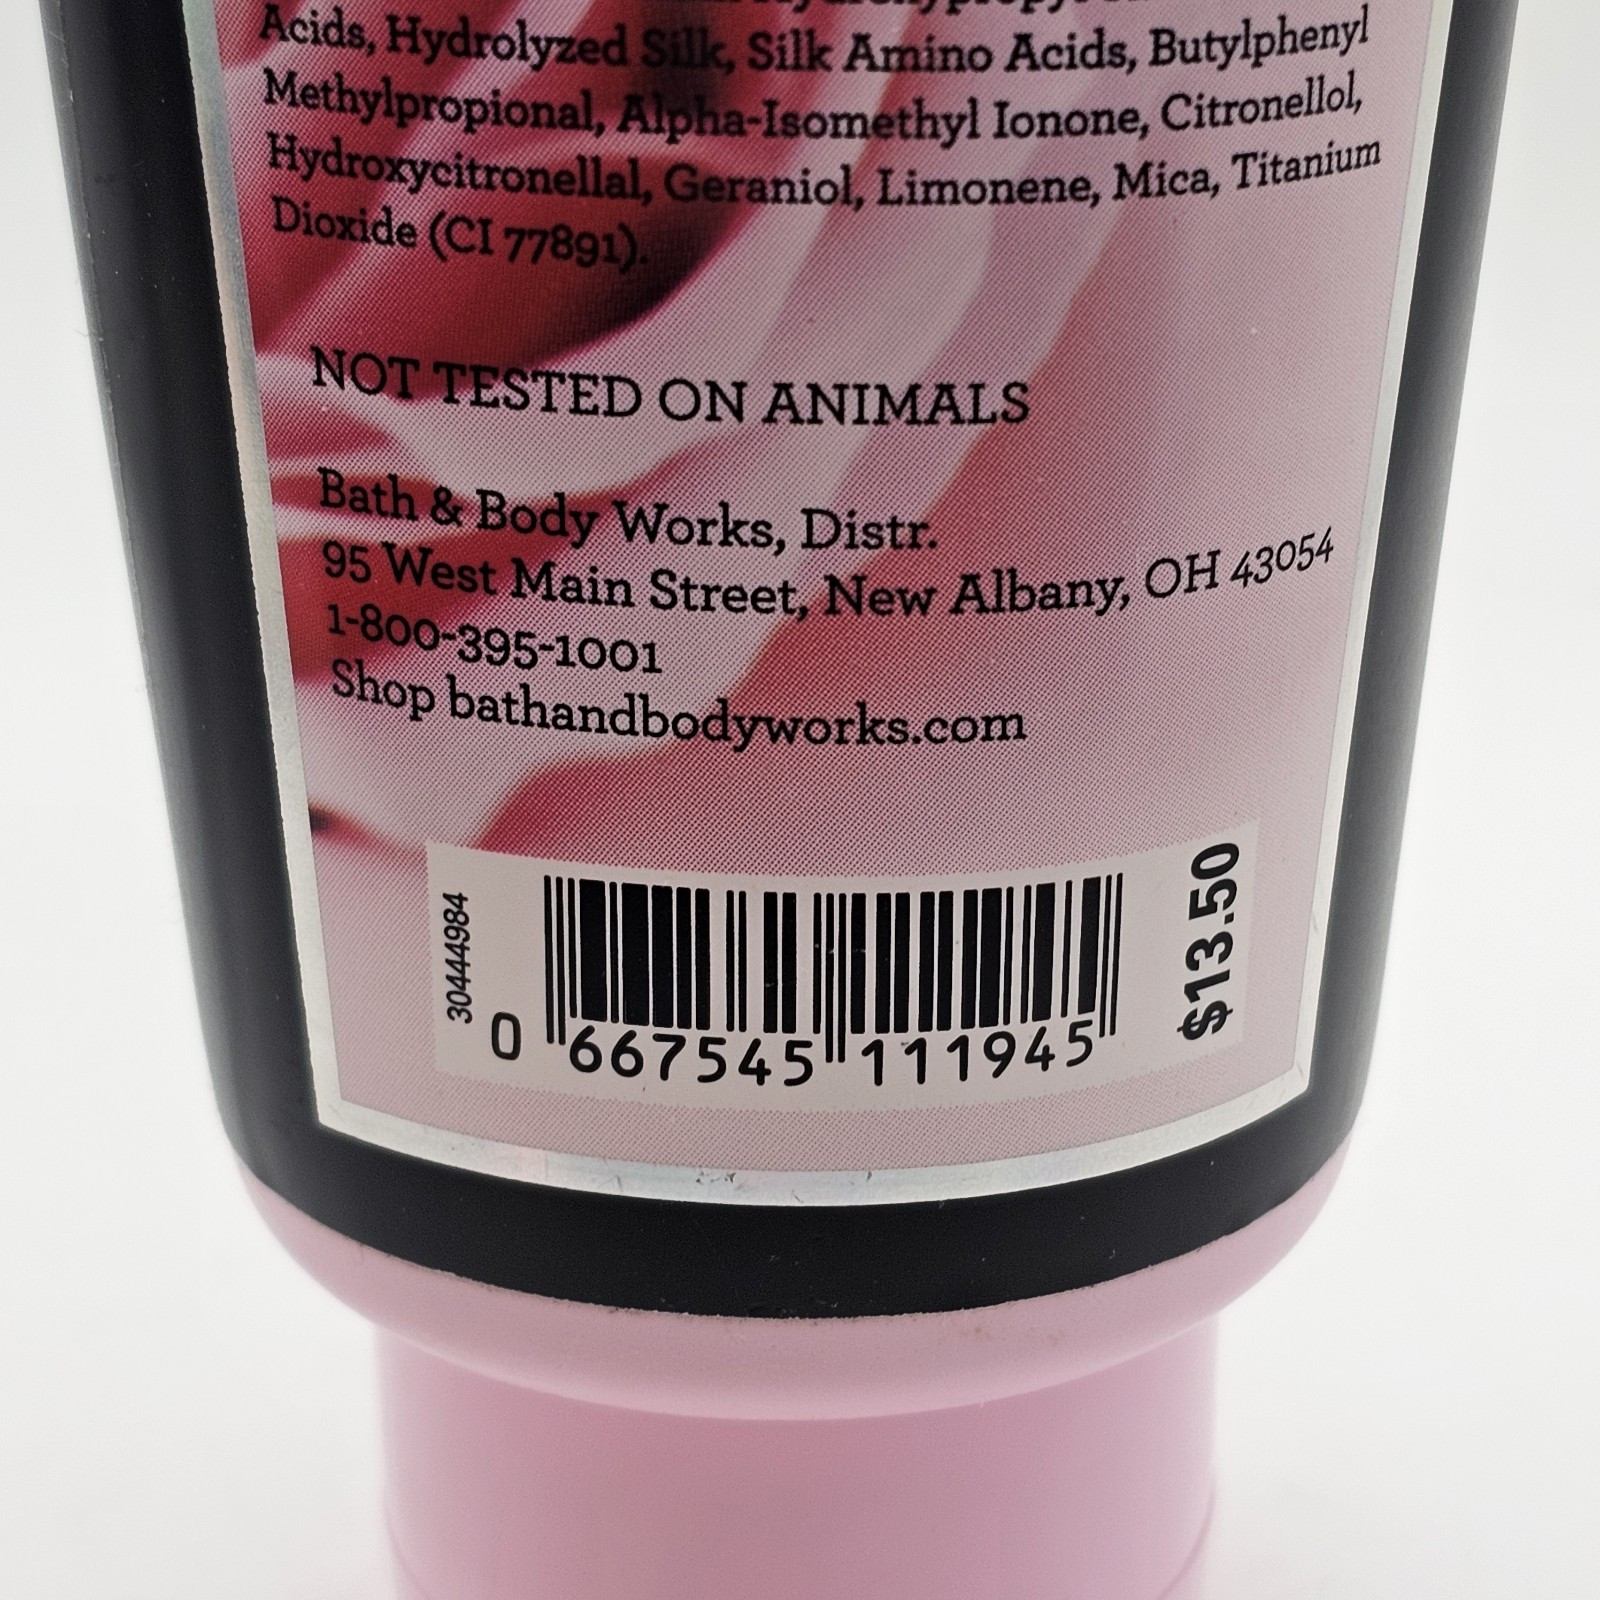 Acids, Hydrolyzed Silk, Silk Amino Acids, Butylphenyl
Methylpropional, Alpha-Isomethyl Ionone, Citronellol,
Hydroxycitronellal, Geraniol, Limonene, Mica, Titanium
Dioxide (CI 77891).
NOT TESTED ON ANIMALS
Bath & Body Works, Distr.
95 West Main Street, New Albany, OH 43054
1-800-395-1001
Shop bathandbodyworks.com
30444984
0 667545 111945
$13.50